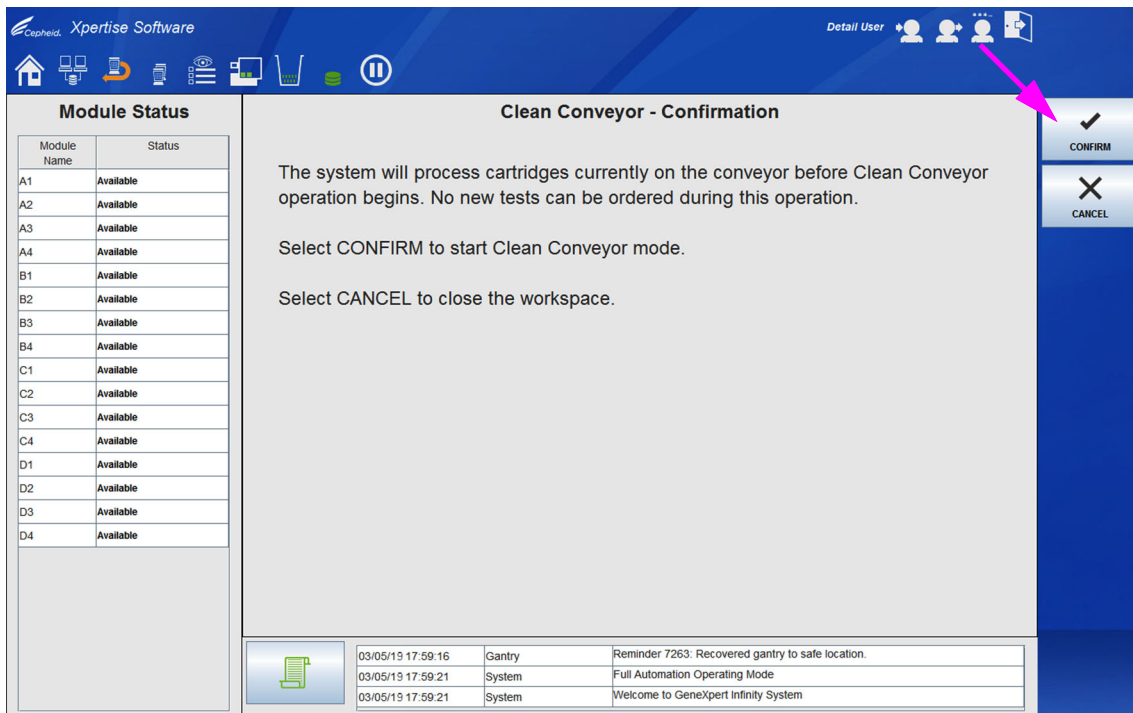 Cepheid. Xpertise Software
Detail User
Module Status
Module Name Status
A1 Available
A2 Available
A3 Available
A4 Available
B1 Available
B2 Available
B3 Available
B4 Available
C1 Available
C2 Available
C3 Available
C4 Available
D1 Available
D2 Available
D3 Available
D4 Available
Clean Conveyor - Confirmation
The system will process cartridges currently on the conveyor before Clean Conveyor
operation begins. No new tests can be ordered during this operation.
Select CONFIRM to start Clean Conveyor mode.
Select CANCEL to close the workspace.
CONFIRM
CANCEL
03/05/19 17:59:16 Gantry Reminder 7263: Recovered gantry to safe location.
03/05/19 17:59:21 System Full Automation Operating Mode
03/05/19 17:59:21 System Welcome to GeneXpert Infinity System